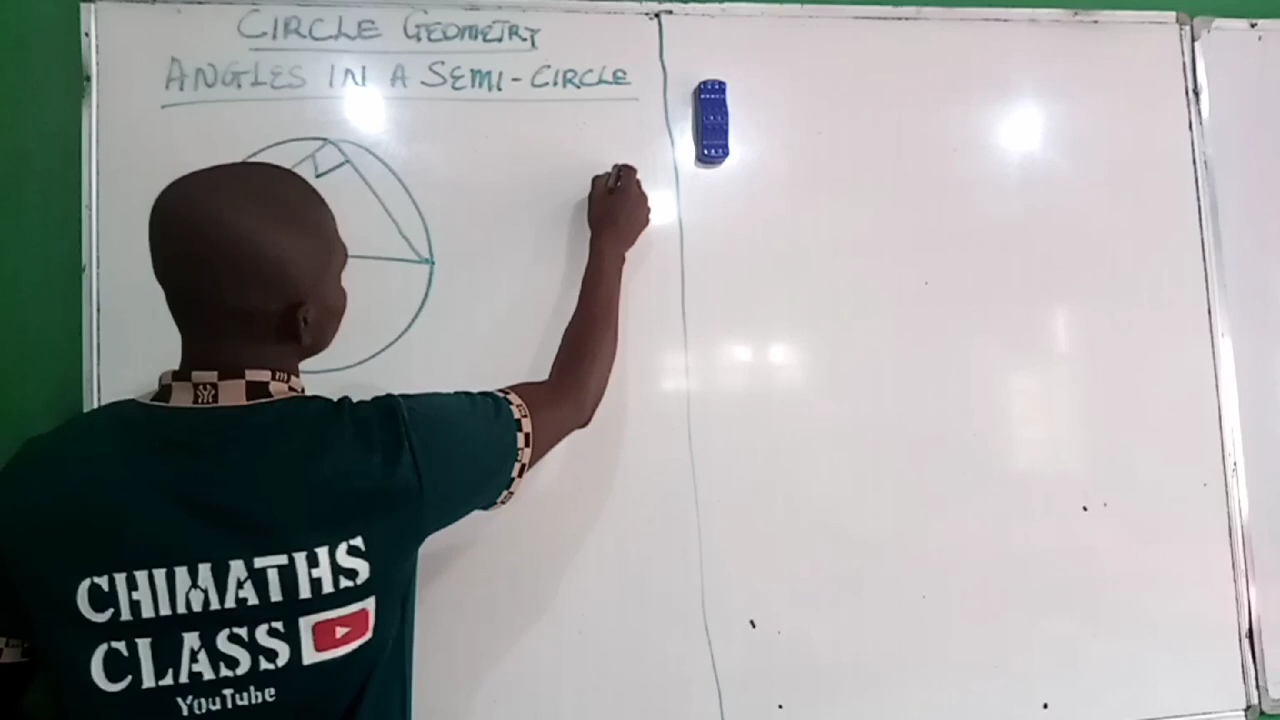 CIRCLE GEOMETRY
ANGLES IN A SEMI-CIRCLE
CHIMATHS
CLASS
YouTube